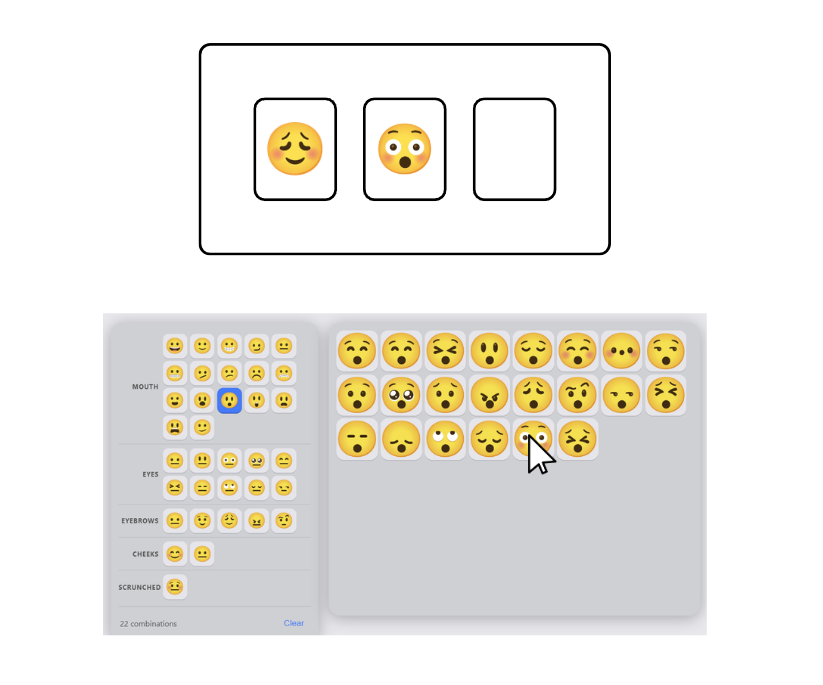 MOUTH
EYES
EYEBROWS
CHEEKS
SCRUNCHED
22 combinations
Clear